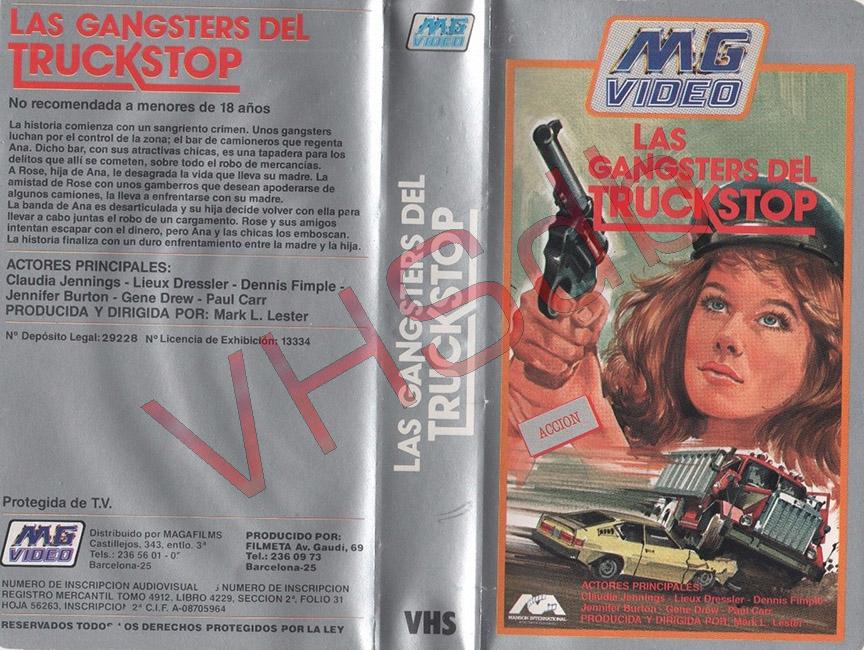 LAS GANGSTERS DEL
TRUCKSTOP
No recomendada a menores de 18 años
La historia comienza con un sangriento crimen. Unos gangsters
luchan por el control de la zona; el bar de camioneros que regenta
Ana. Dicho bar, con sus atractivas chicas, es una tapadera para los
delitos que allí se cometen, sobre todo el robo de mercancías.
A Rose, hija de Ana, le desagrada la vida que lleva su madre. La
amistad de Rose con unos gamberros que desean apoderarse de
algunos camiones, la lleva a enfrentarse con su madre.
La banda de Ana es desarticulada y su hija decide volver con ella para
llevar a cabo juntas el robo de un cargamento. Rose y sus amigos
intentan escapar con el dinero, pero Ana y las chicas los emboscan.
La historia finaliza con un duro enfrentamiento entre la madre y la hija.
ACTORES PRINCIPALES:
Claudia Jennings - Lieux Dressler - Dennis Fimple -
Jennifer Burton - Gene Drew - Paul Carr
PRODUCIDA Y DIRIGIDA POR: Mark L. Lester
Nº Depósito Legal: 29228 Nº Licencia de Exhibición: 13334
Protegida de T.V.
MG
VIDEO
Distribuido por MAGAFILMS
Castillejos, 343, entlo. 3ª
Tels.: 236 56 01 - 0"
Barcelona-25
PRODUCIDO POR:
FILMETA Av. Gaudí, 69
Tel.: 236 09 73
Barcelona-25
NUMERO DE INSCRIPCION AUDIOVISUAL 5 NUMERO DE INSCRIPCION
REGISTRO MERCANTIL TOMO 4912, LIBRO 4229, SECCION 2ª, FOLIO 31
HOJA 56263, INSCRIPCION 2ª C.I.F. A-08705964
RESERVADOS TODOS LOS DERECHOS PROTEGIDOS POR LA LEY
MG
VIDEO
LAS GANGSTERS DEL
TRUCKSTOP
VHS
MG
VIDEO
LAS
GANGSTERS DEL
TRUCKSTOP
ACCION
ACTORES PRINCIPALES:
Claudia Jennings - Lieux Dressler - Dennis Fimple -
Jennifer Burton - Gene Drew - Paul Carr
PRODUCIDA Y DIRIGIDA POR: Mark L. Lester
MANSON INTERNATIONAL
VHSdb